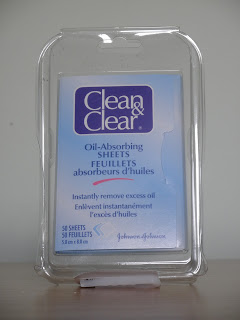 Clean
&
Clear®
Oil-Absorbing
SHEETS
FEUILLETS
absorbeurs d'huiles
Instantly remove excess oil
Enlèvent instantanément
l'excès d'huiles
50 SHEETS
50 FEUILLETS
Johnson & Johnson